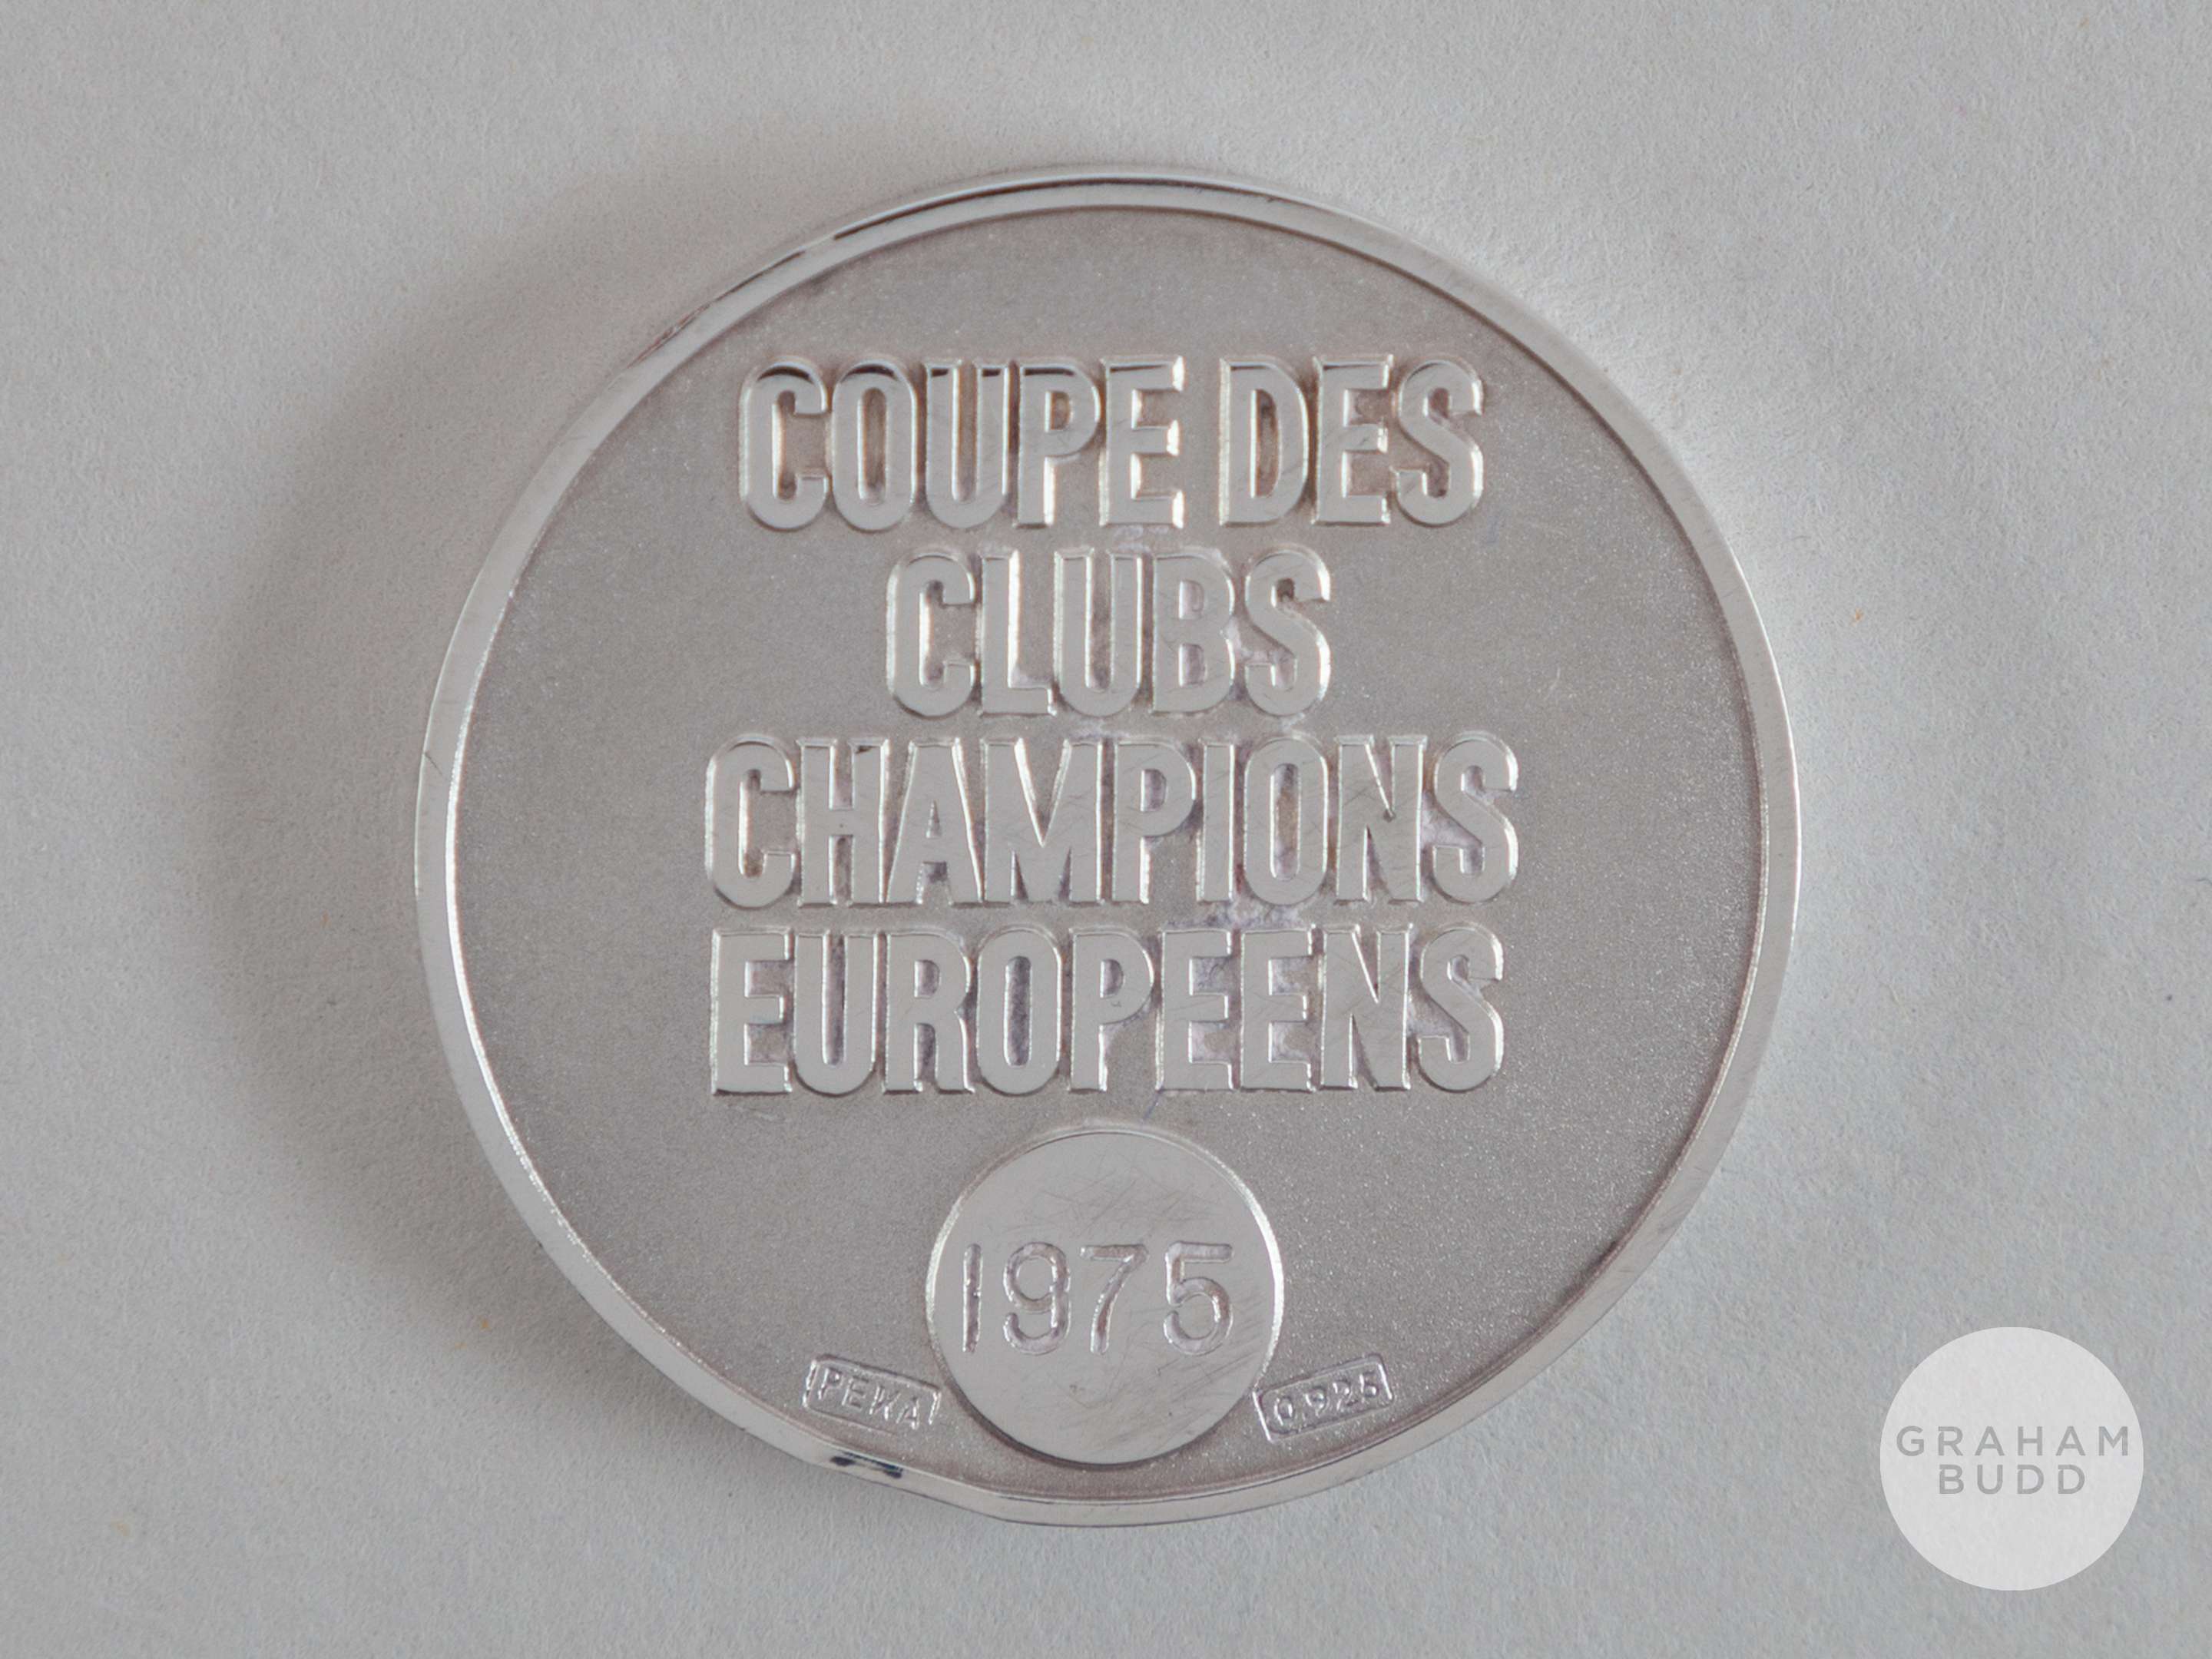 COUPE DES
CLUBS
CHAMPIONS
EUROPEENS
1975
PEKA
0.925
GRAHAM
BUDD